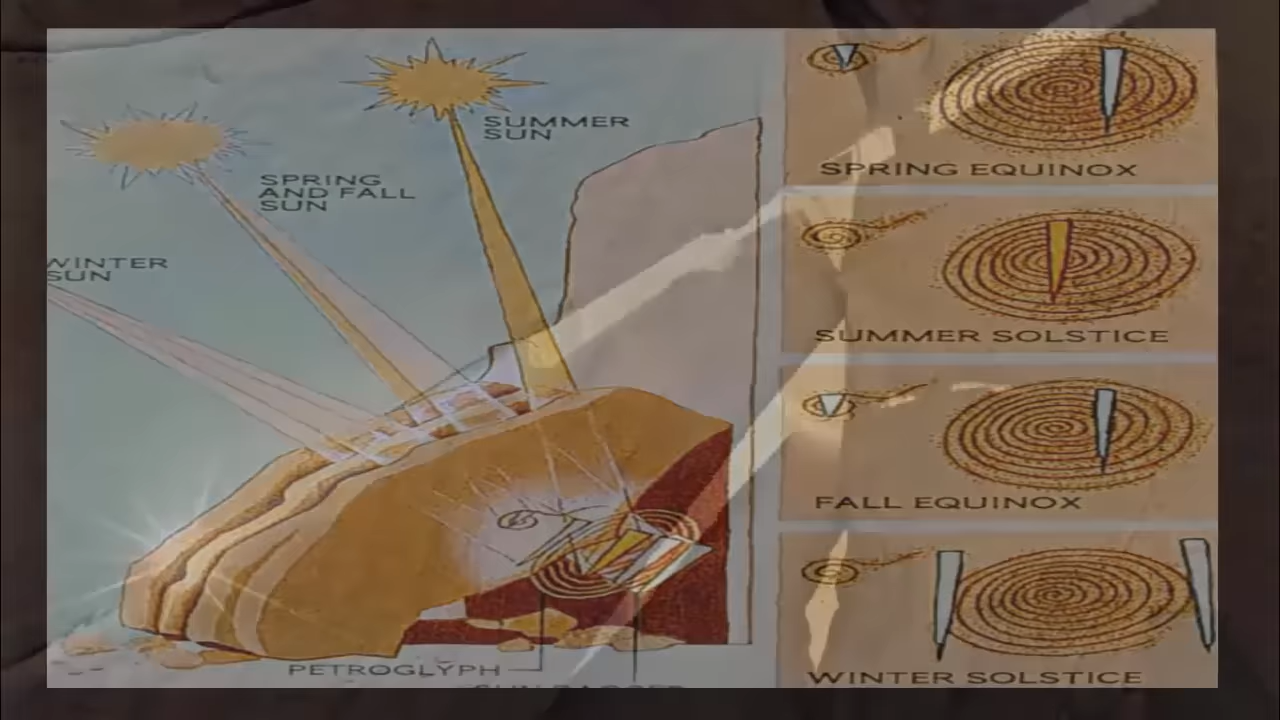 SUMMER
SUN
SPRING
AND FALL
SUN
WINTER
SUN
PETROGLYPH
SPRING EQUINOX
SUMMER SOLSTICE
FALL EQUINOX
WINTER SOLSTICE